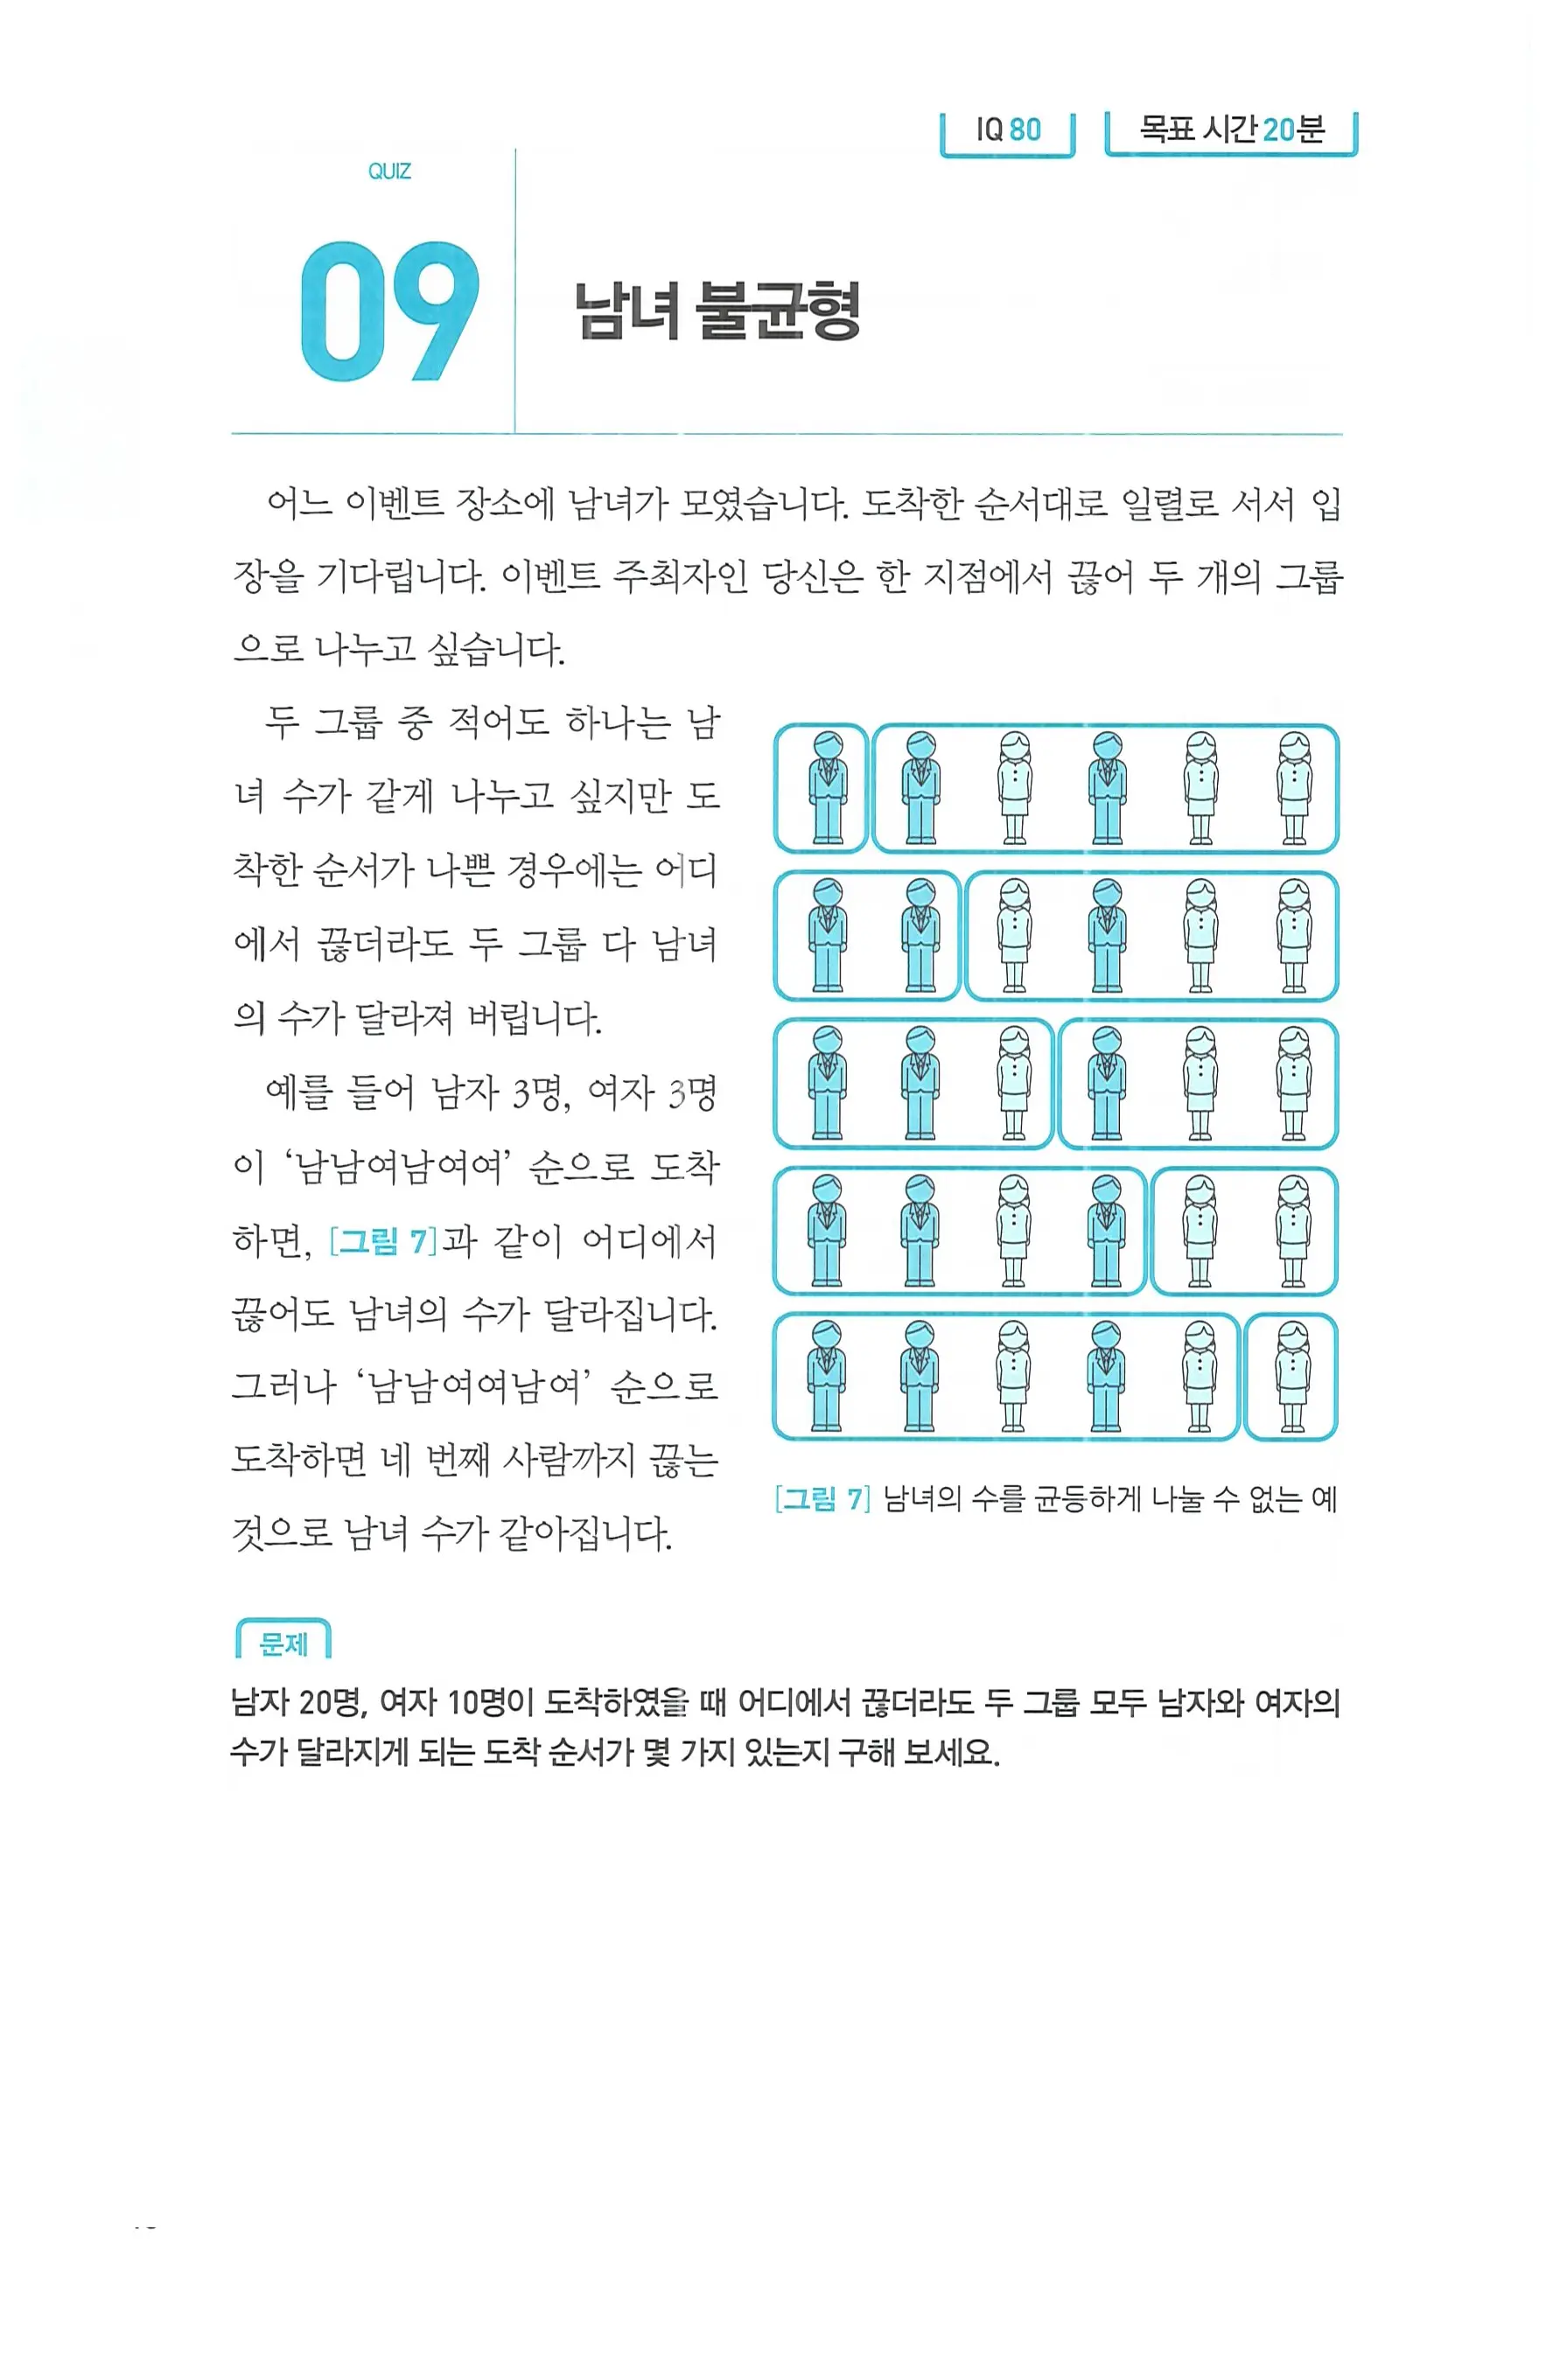 IQ 80
목표 시간 20분
QUIZ
09
남녀 불균형
어느 이벤트 장소에 남녀가 모였습니다. 도착한 순서대로 일렬로 서서 입
장을 기다립니다. 이벤트 주최자인 당신은 한 지점에서 끊어 두 개의 그룹
으로 나누고 싶습니다.
두 그룹 중 적어도 하나는 남
녀 수가 같게 나누고 싶지만 도
착한 순서가 나쁜 경우에는 어디
에서 끊더라도 두 그룹 다 남녀
의 수가 달라져 버립니다.
예를 들어 남자 3명, 여자 3명
이 ‘남남여남여여’ 순으로 도착
하면, [그림 7]과 같이 어디에서
끊어도 남녀의 수가 달라집니다.
그러나 ‘남남여여남여’ 순으로
도착하면 네 번째 사람까지 끊는
것으로 남녀 수가 같아집니다.
[그림 7] 남녀의 수를 균등하게 나눌 수 없는 예
문제
남자 20명, 여자 10명이 도착하였을 때 어디에서 끊더라도 두 그룹 모두 남자와 여자의
수가 달라지게 되는 도착 순서가 몇 가지 있는지 구해 보세요.